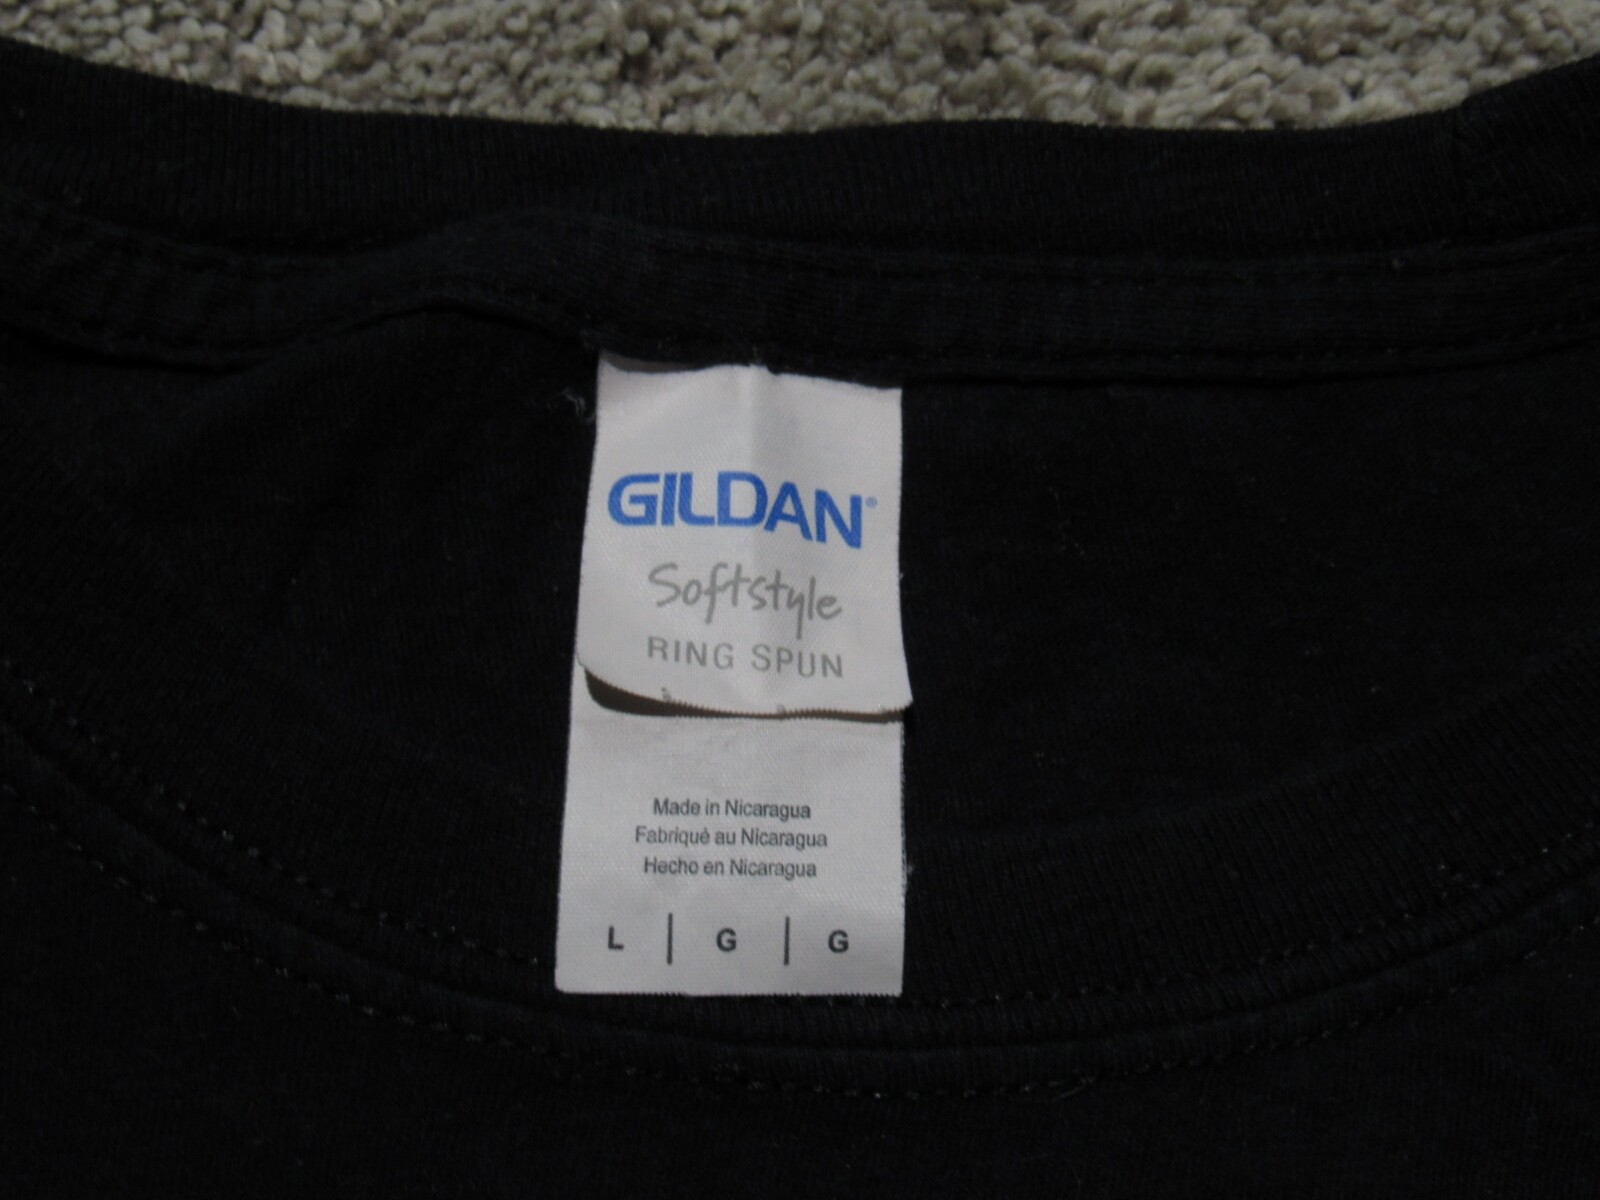 GILDAN®
Softstyle
RING SPUN
Made in Nicaragua
Fabriqué au Nicaragua
Hecho en Nicaragua
L | G | G